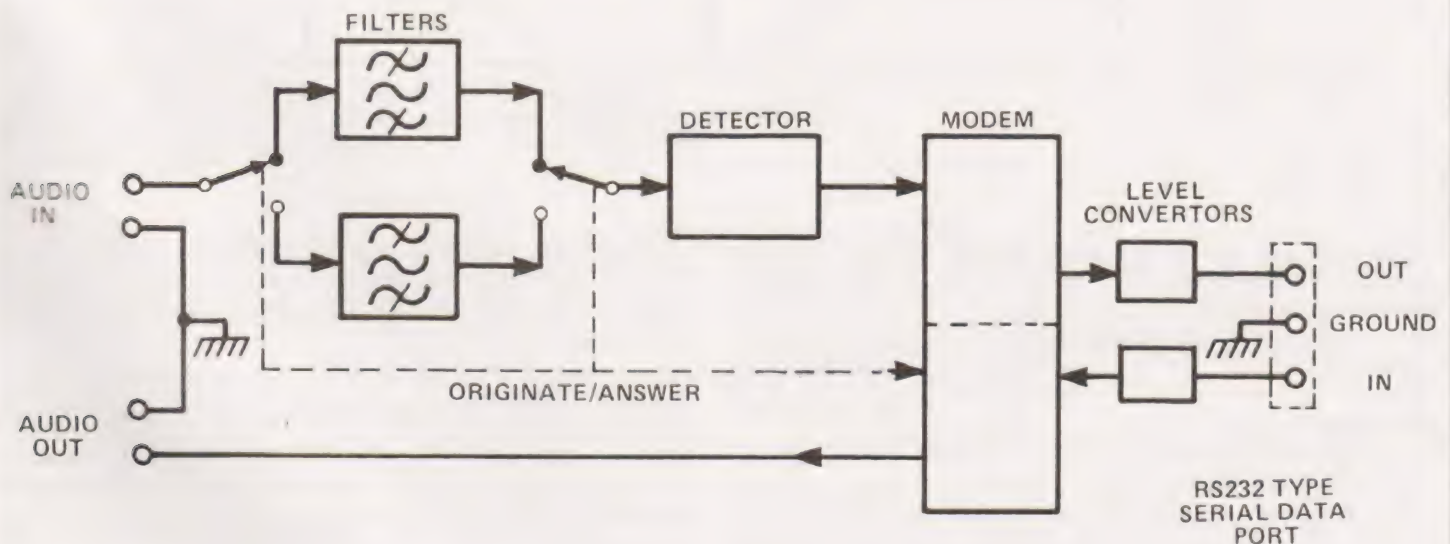 FILTERS
DETECTOR
MODEM
LEVEL
CONVERTORS
AUDIO
IN
OUT
GROUND
IN
ORIGINATE/ANSWER
AUDIO
OUT
RS232 TYPE
SERIAL DATA
PORT